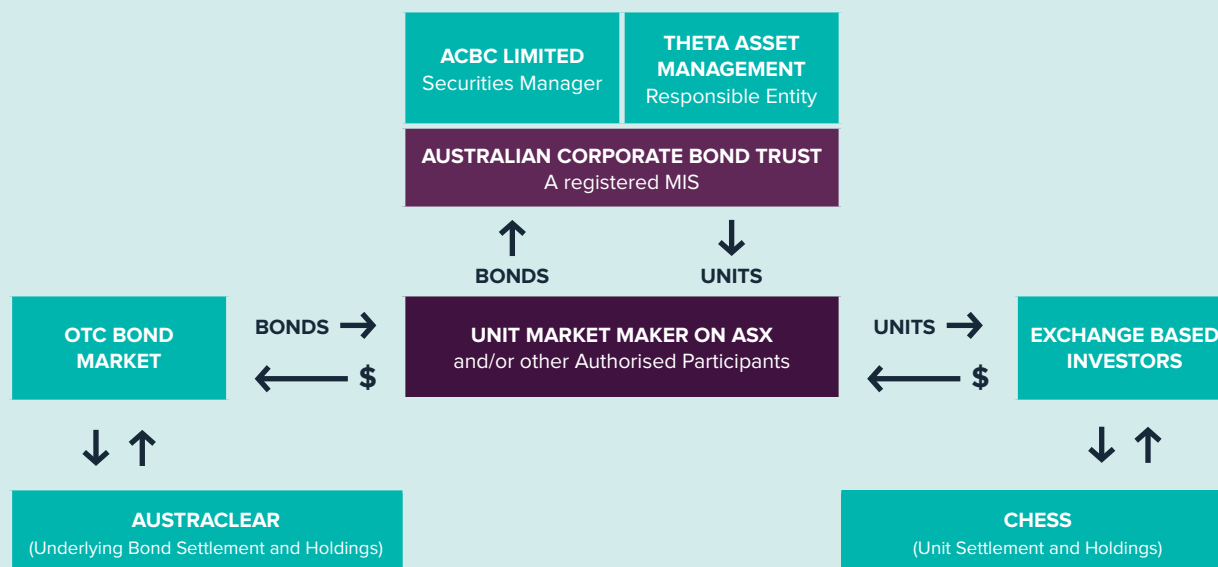 ACBC LIMITED
Securities Manager
THETA ASSET
MANAGEMENT
Responsible Entity
AUSTRALIAN CORPORATE BOND TRUST
A registered MIS
BONDS
UNITS
OTC BOND
MARKET
BONDS
$
UNIT MARKET MAKER ON ASX
and/or other Authorised Participants
UNITS
$
EXCHANGE BASED
INVESTORS
AUSTRACLEAR
(Underlying Bond Settlement and Holdings)
CHESS
(Unit Settlement and Holdings)